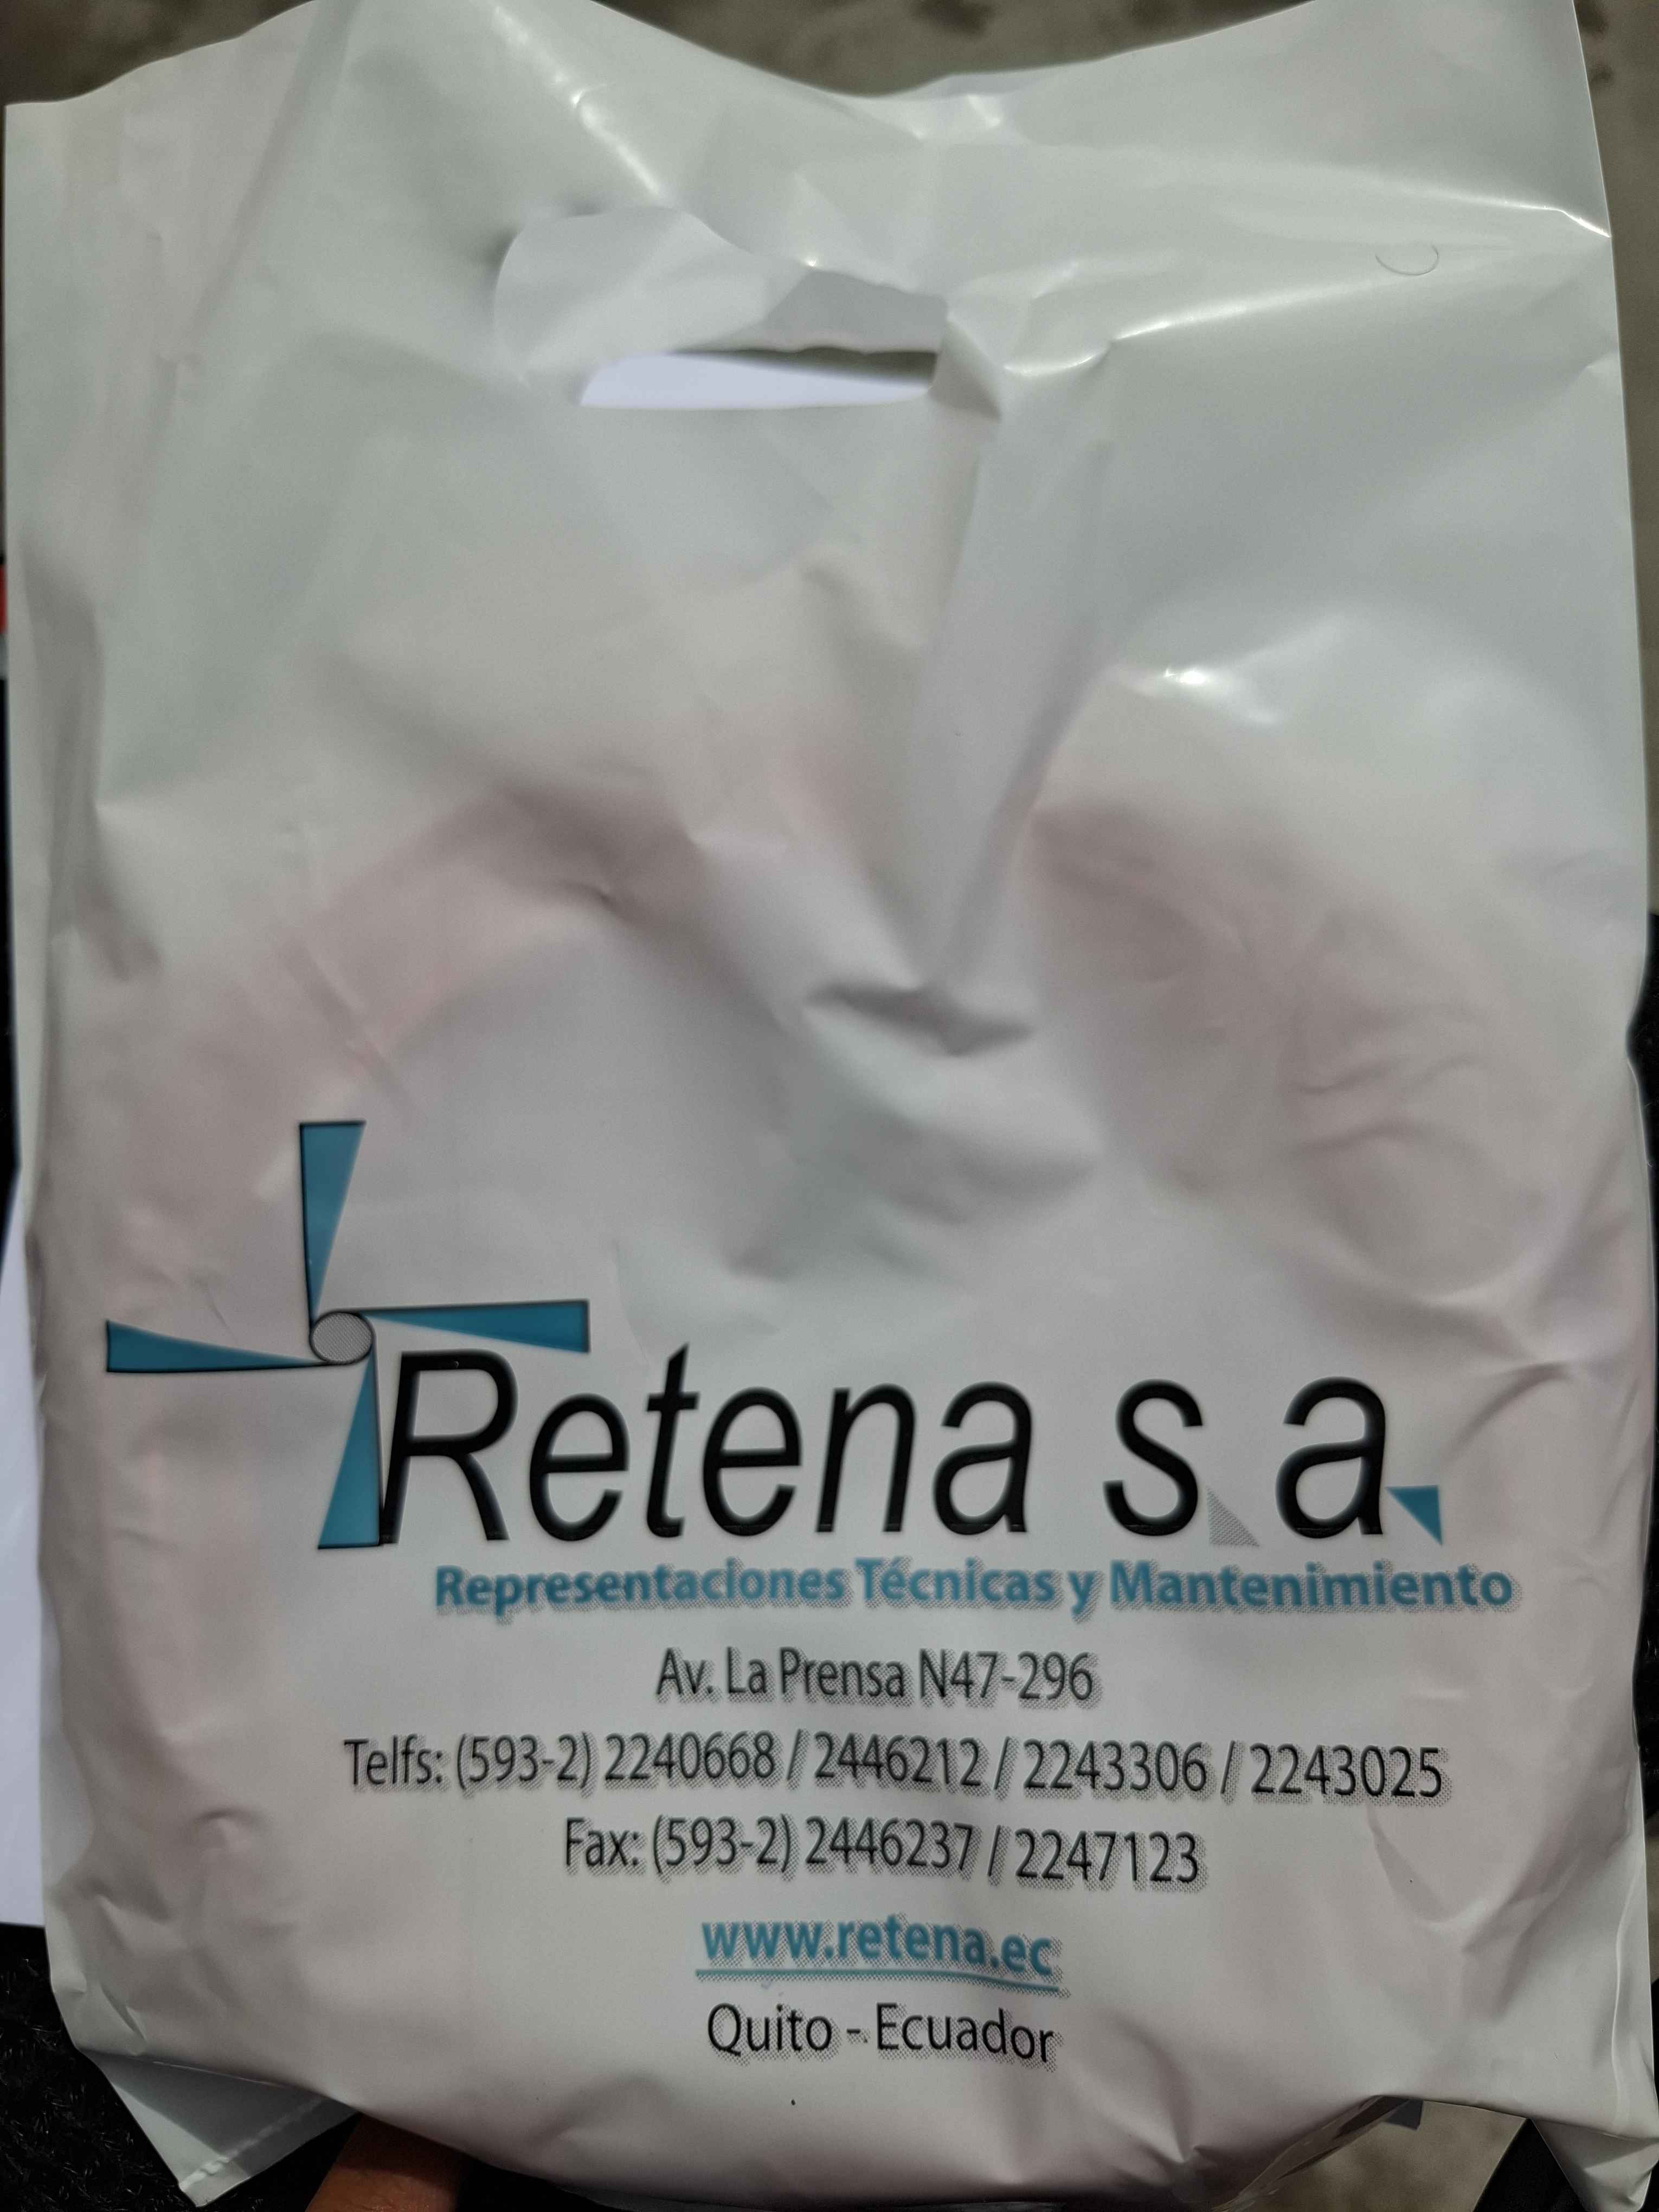 Retena s.a.
Representaciones Técnicas y Mantenimiento
Av. La Prensa N47-296
Telfs: (593-2) 2240668 / 2446212 / 2243306 / 2243025
Fax: (593-2) 2446237 / 2247123
www.retena.ec
Quito - Ecuador